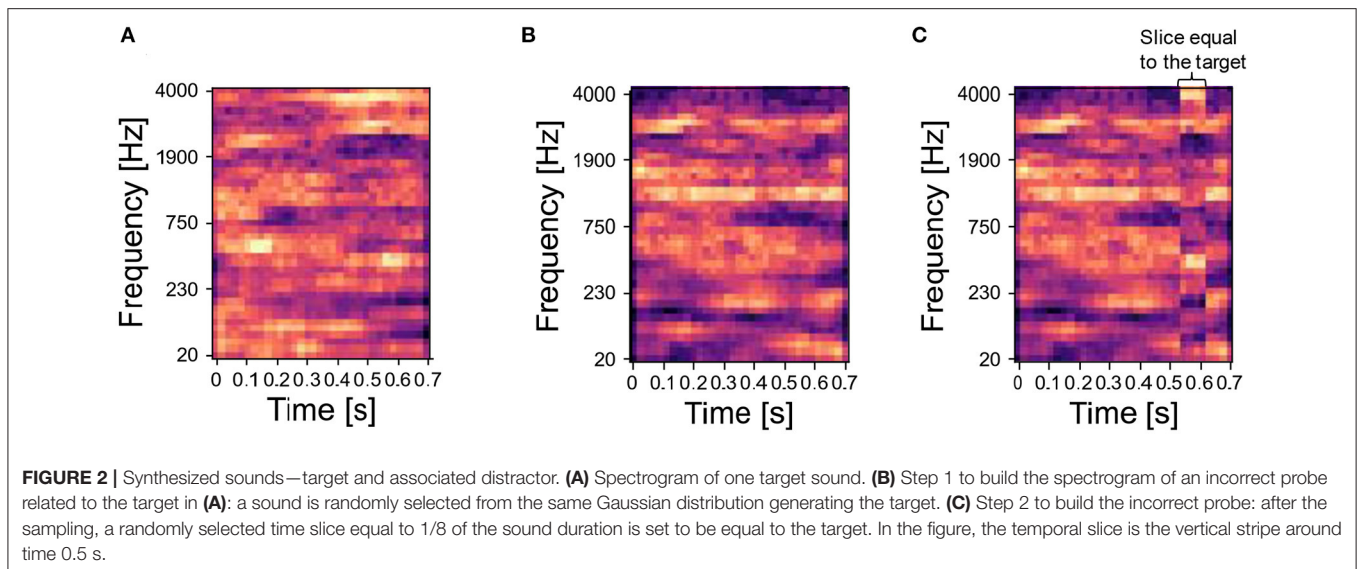 A
B
C
Slice equal
to the target
4000
1900
750
230
20
Frequency [Hz]
0 0.1 0.2 0.3 0.4 0.5 0.6 0.7
Time [s]
4000
1900
750
230
20
Frequency [Hz]
0 0.1 0.2 0.3 0.4 0.5 0.6 0.7
Time [s]
4000
1900
750
230
20
Frequency [Hz]
0 0.1 0.2 0.3 0.4 0.5 0.6 0.7
Time [s]
FIGURE 2 | Synthesized sounds—target and associated distractor. (A) Spectrogram of one target sound. (B) Step 1 to build the spectrogram of an incorrect probe
related to the target in (A): a sound is randomly selected from the same Gaussian distribution generating the target. (C) Step 2 to build the incorrect probe: after the
sampling, a randomly selected time slice equal to 1/8 of the sound duration is set to be equal to the target. In the figure, the temporal slice is the vertical stripe around
time 0.5 s.